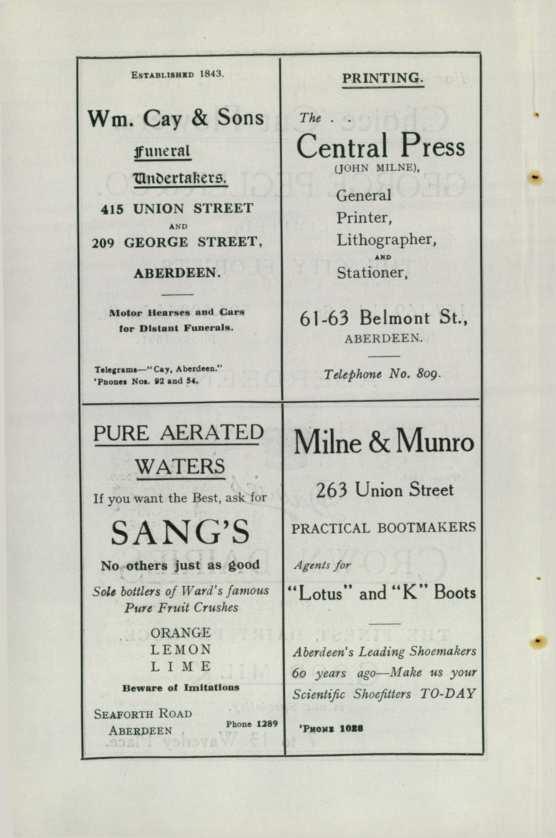 ESTABLISHED 1843.
Wm. Cay & Sons
Funeral
Undertakers.
415 UNION STREET
AND
209 GEORGE STREET,
ABERDEEN.
Motor Hearses and Cars
for Distant Funerals.
Telegrams—"Cay, Aberdeen."
'Phones Nos. 92 and 54.
PRINTING.
The . .
Central Press
(JOHN MILNE),
General
Printer,
Lithographer,
AND
Stationer,
61-63 Belmont St.,
ABERDEEN.
Telephone No. 809.
PURE AERATED
WATERS
If you want the Best, ask for
SANG'S
No others just as good
Sole bottlers of Ward's famous
Pure Fruit Crushes
ORANGE
LEMON
LIME
Beware of Imitations
SEAFORTH ROAD
ABERDEEN
Phone 1289
Milne & Munro
263 Union Street
PRACTICAL BOOTMAKERS
Agents for
"Lotus" and "K" Boots
Aberdeen's Leading Shoemakers
60 years ago—Make us your
Scientific Shoefitters TO-DAY
'PHONE 1028